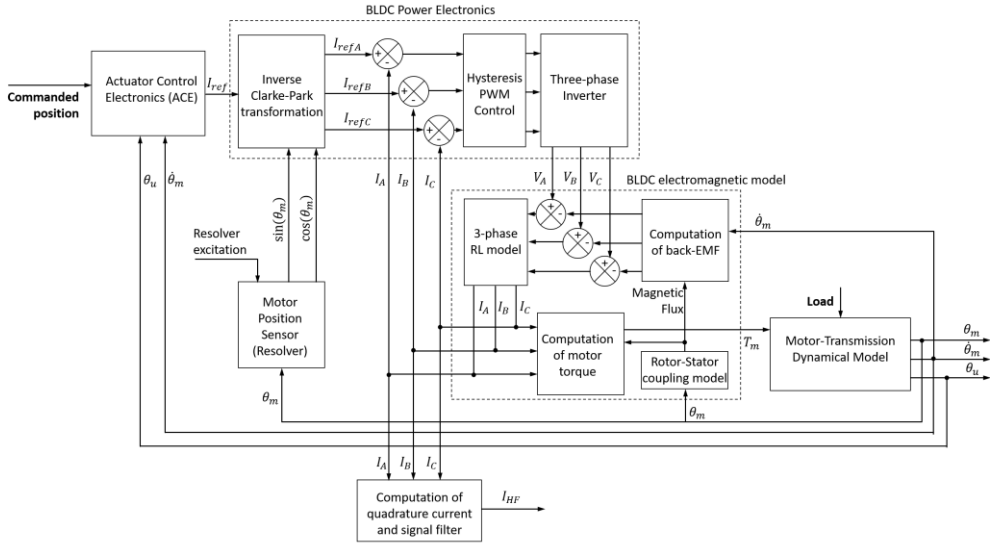 BLDC Power Electronics
Commanded
position
Actuator Control
Electronics (ACE)
I_ref
Inverse
Clarke-Park
transformation
I_refA
I_refB
I_refC
+
-
+
-
+
-
Hysteresis
PWM
Control
Three-phase
Inverter
θ_u
θ̇_m
sin(θ_m)
cos(θ_m)
I_A
I_B
I_C
V_A
V_B
V_C
BLDC electromagnetic model
Resolver
excitation
Motor
Position
Sensor
(Resolver)
3-phase
RL model
+
-
+
-
+
-
Computation
of back-EMF
θ̇_m
I_A
I_B
I_C
Magnetic
Flux
Computation
of motor
torque
Rotor-Stator
coupling model
T_m
Load
Motor-Transmission
Dynamical Model
θ_m
θ̇_m
θ_u
θ_m
θ_m
I_A
I_B
I_C
Computation of
quadrature current
and signal filter
I_HF